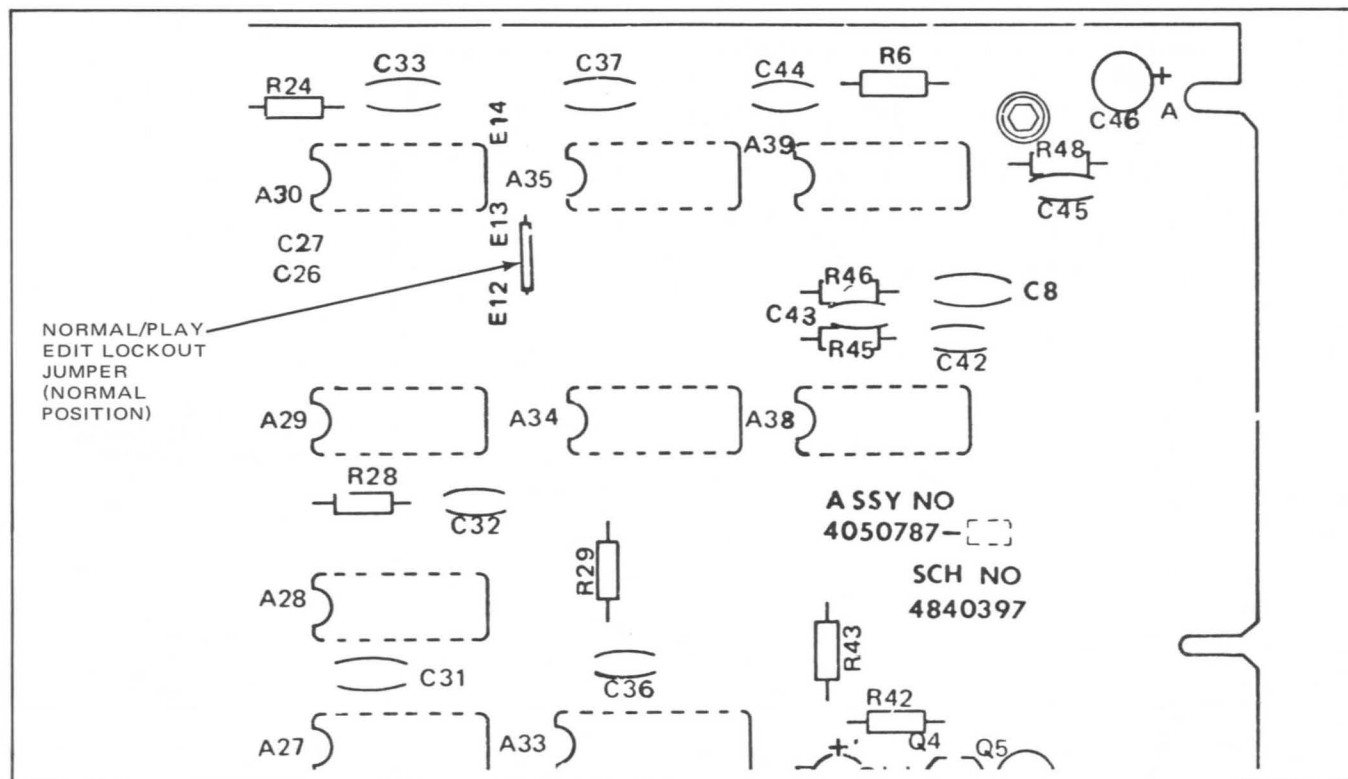 C33
C37
C44
R6
R24
E14
C46
+
A
A39
R48
A30
A35
C45
E13
C27
C26
R46
C8
E12
C43
R45
C42
NORMAL/PLAY
EDIT LOCKOUT
JUMPER
(NORMAL
POSITION)
A29
A34
A38
R28
C32
ASSY NO
4050787-
R29
SCH NO
4840397
A28
R43
C31
C36
R42
A27
A33
+
Q4
Q5